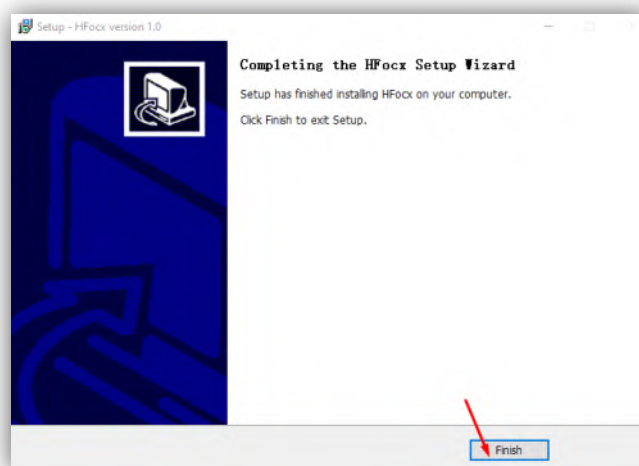 Setup - HFocx version 1.0
Completing the HFocx Setup Wizard
Setup has finished installing HFocx on your computer.
Click Finish to exit Setup.
Finish